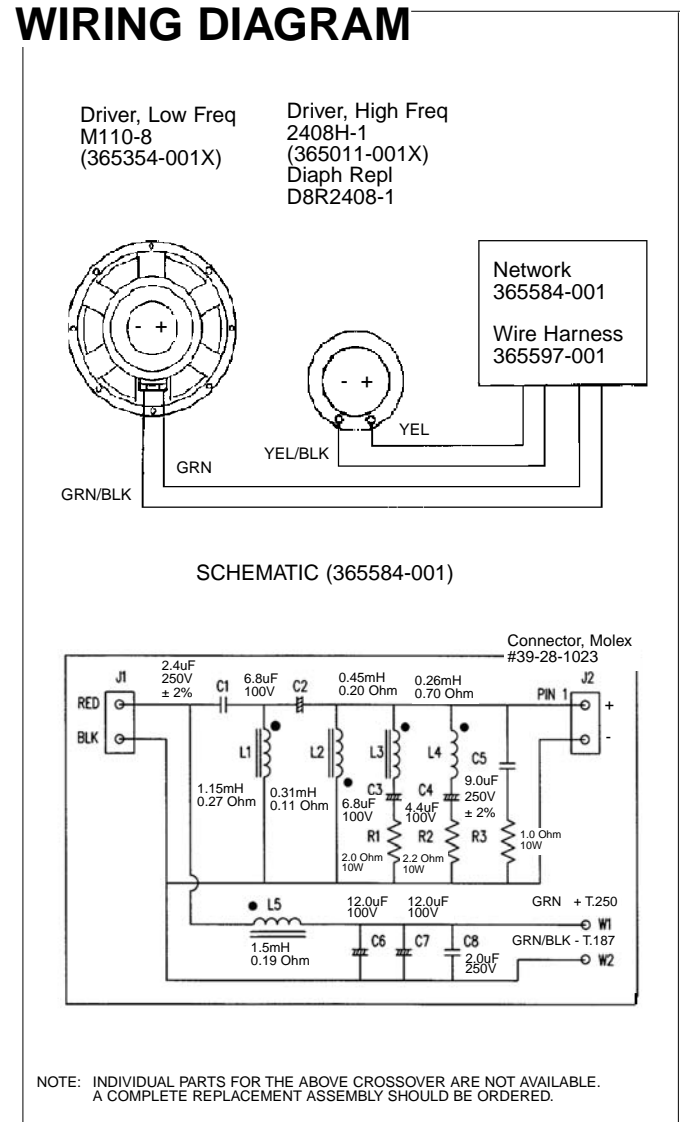 WIRING DIAGRAM
Driver, Low Freq
M110-8
(365354-001X)
Driver, High Freq
2408H-1
(365011-001X)
Diaph Repl
D8R2408-1
Network
365584-001
Wire Harness
365597-001
- +
- +
YEL
YEL/BLK
GRN
GRN/BLK
SCHEMATIC (365584-001)
Connector, Molex
#39-28-1023
J1
RED
BLK
2.4uF
250V
± 2%
C1
6.8uF
100V
C2
0.45mH
0.20 Ohm
0.26mH
0.70 Ohm
PIN 1
J2
+
-
L1
L2
L3
L4
C5
1.15mH
0.27 Ohm
0.31mH
0.11 Ohm
C3
6.8uF
100V
C4
4.4uF
100V
9.0uF
250V
± 2%
R1
R2
R3
2.0 Ohm
10W
2.2 Ohm
10W
1.0 Ohm
10W
L5
1.5mH
0.19 Ohm
12.0uF
100V
12.0uF
100V
C6
C7
C8
2.0uF
250V
GRN + T.250
W1
GRN/BLK - T.187
W2
NOTE: INDIVIDUAL PARTS FOR THE ABOVE CROSSOVER ARE NOT AVAILABLE.
A COMPLETE REPLACEMENT ASSEMBLY SHOULD BE ORDERED.